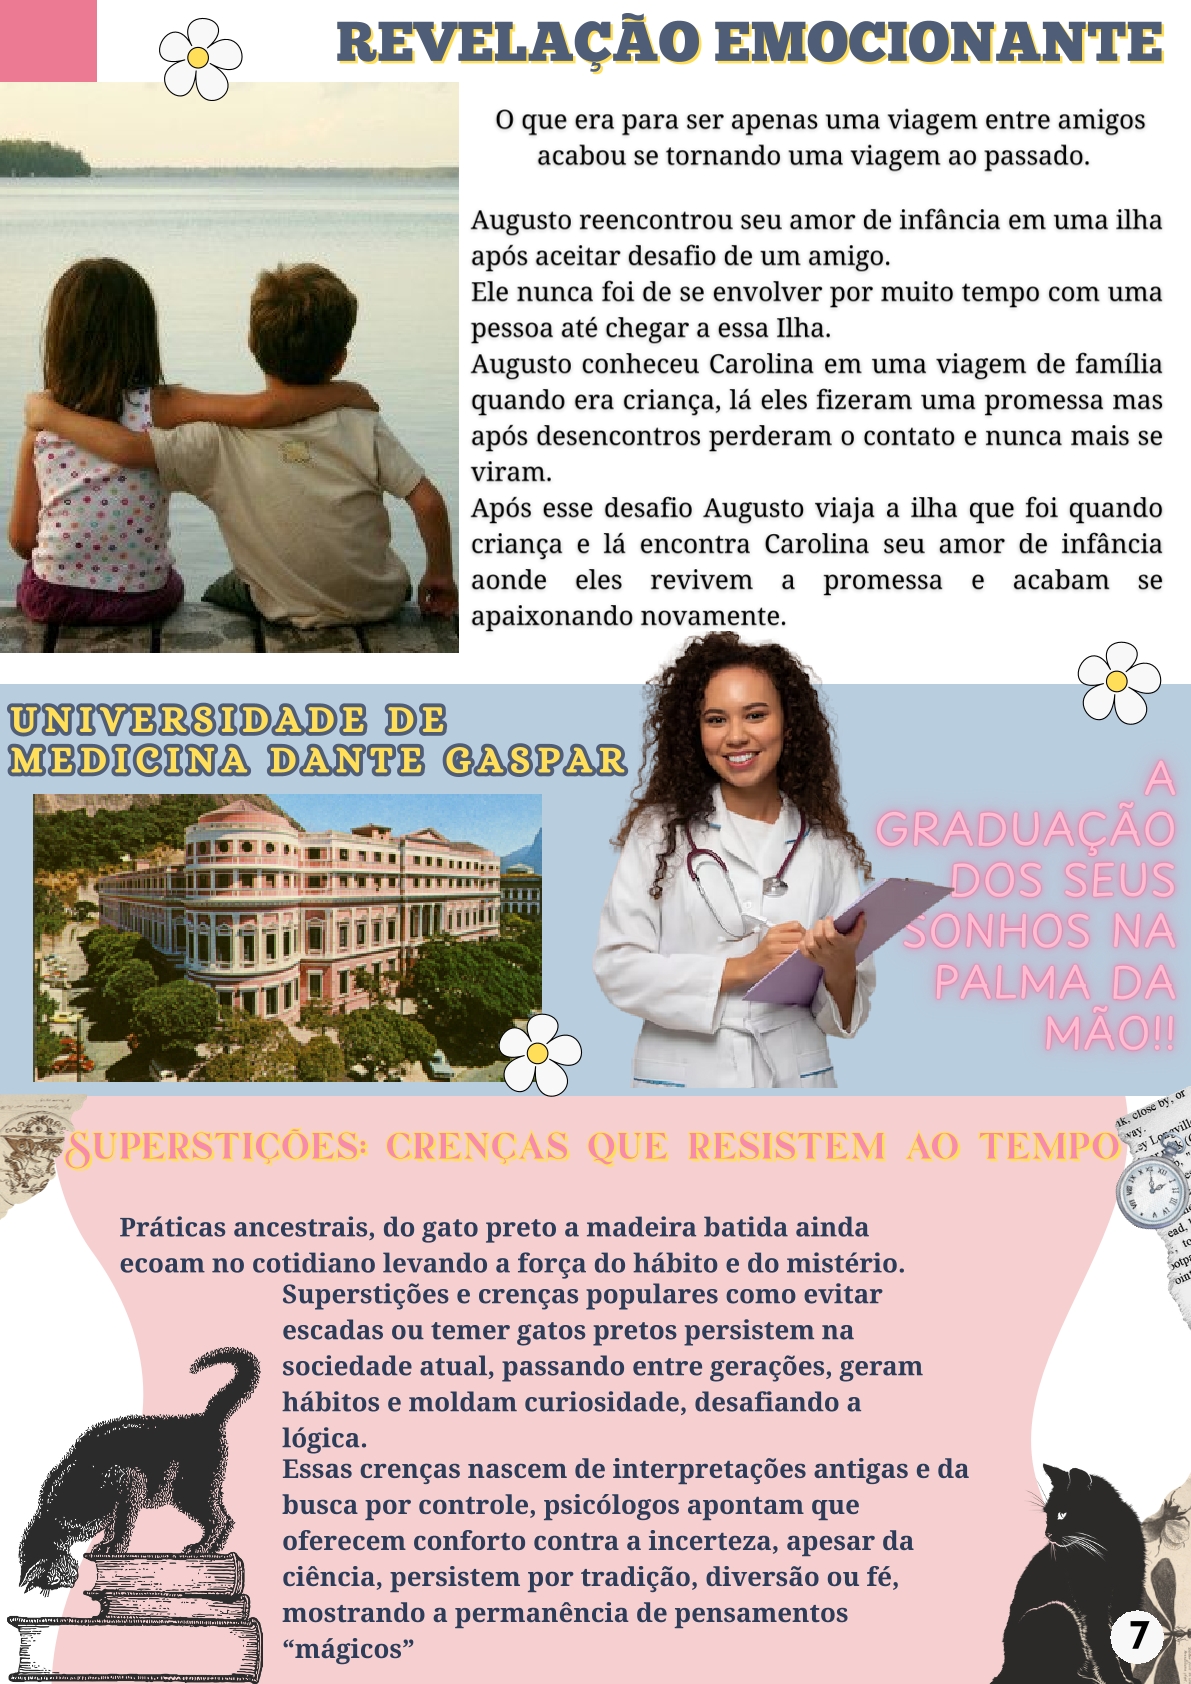 REVELAÇÃO EMOCIONANTE
O que era para ser apenas uma viagem entre amigos
acabou se tornando uma viagem ao passado.
Augusto reencontrou seu amor de infância em uma ilha
após aceitar desafio de um amigo.
Ele nunca foi de se envolver por muito tempo com uma
pessoa até chegar a essa Ilha.
Augusto conheceu Carolina em uma viagem de família
quando era criança, lá eles fizeram uma promessa mas
após desencontros perderam o contato e nunca mais se
viram.
Após esse desafio Augusto viaja a ilha que foi quando
criança e lá encontra Carolina seu amor de infância
aonde eles revivem a promessa e acabam se
apaixonando novamente.
UNIVERSIDADE DE
MEDICINA DANTE GASPAR
A
GRADUAÇÃO
DOS SEUS
SONHOS NA
PALMA DA
MÃO!!
SUPERSTIÇÕES: CRENÇAS QUE RESISTEM AO TEMPO
close by, or
Práticas ancestrais, do gato preto a madeira batida ainda
ecoam no cotidiano levando a força do hábito e do mistério.
Superstições e crenças populares como evitar
escadas ou temer gatos pretos persistem na
sociedade atual, passando entre gerações, geram
hábitos e moldam curiosidade, desafiando a
lógica.
Essas crenças nascem de interpretações antigas e da
busca por controle, psicólogos apontam que
oferecem conforto contra a incerteza, apesar da
ciência, persistem por tradição, diversão ou fé,
mostrando a permanência de pensamentos
“mágicos”
7